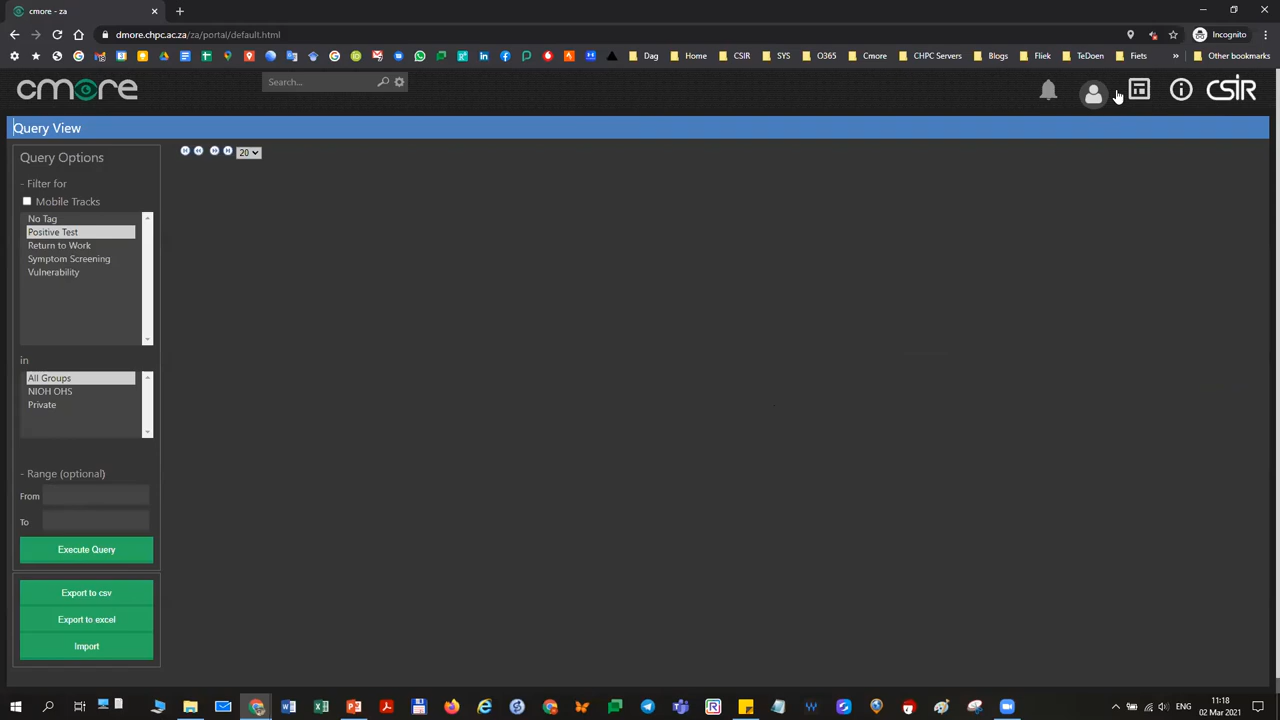 cmore - za
dmore.chpc.ac.za/za/portal/default.html
Incognito
Dag
Home
CSIR
SYS
O365
Cmore
CHPC Servers
Blogs
Fliek
TeDoen
Fiets
»
Other bookmarks
cmore
Search...
CSIR
Query View
Query Options
- Filter for
Mobile Tracks
No Tag
Positive Test
Return to Work
Symptom Screening
Vulnerability
in
All Groups
NIOH OHS
Private
- Range (optional)
From
To
Execute Query
Export to csv
Export to excel
Import
20
ENG
11:18
02 Mar 2021